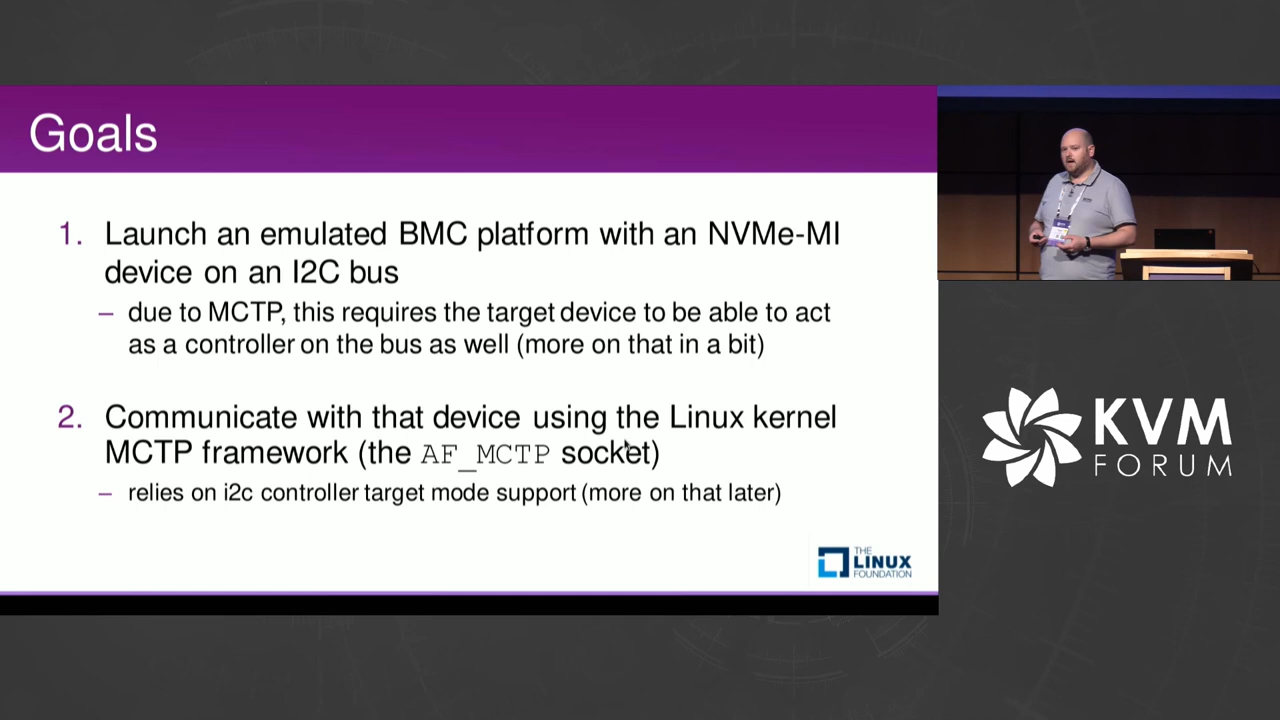 Goals
1. Launch an emulated BMC platform with an NVMe-MI
device on an I2C bus
– due to MCTP, this requires the target device to be able to act
as a controller on the bus as well (more on that in a bit)
2. Communicate with that device using the Linux kernel
MCTP framework (the AF_MCTP socket)
– relies on i2c controller target mode support (more on that later)
THE
LINUX
FOUNDATION
KVM
FORUM